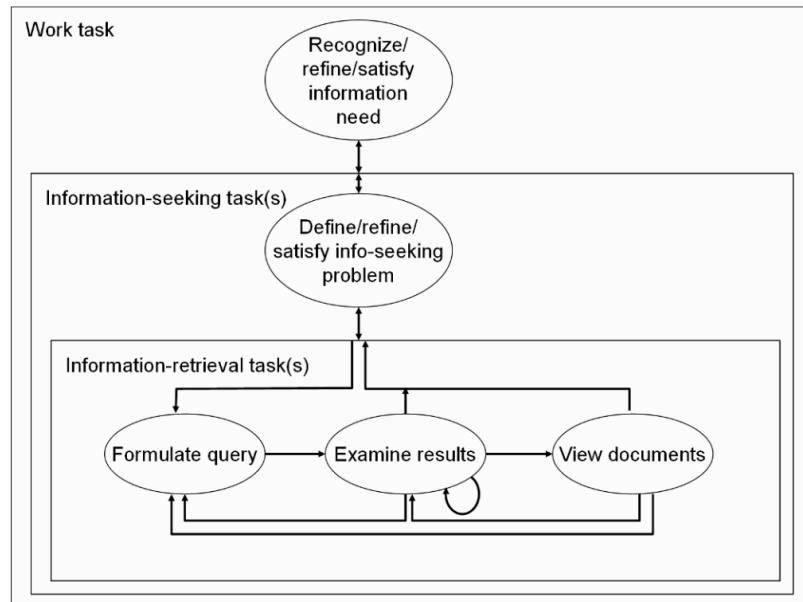 Work task
Recognize/
refine/satisfy
information
need
Information-seeking task(s)
Define/refine/
satisfy info-seeking
problem
Information-retrieval task(s)
Formulate query
Examine results
View documents